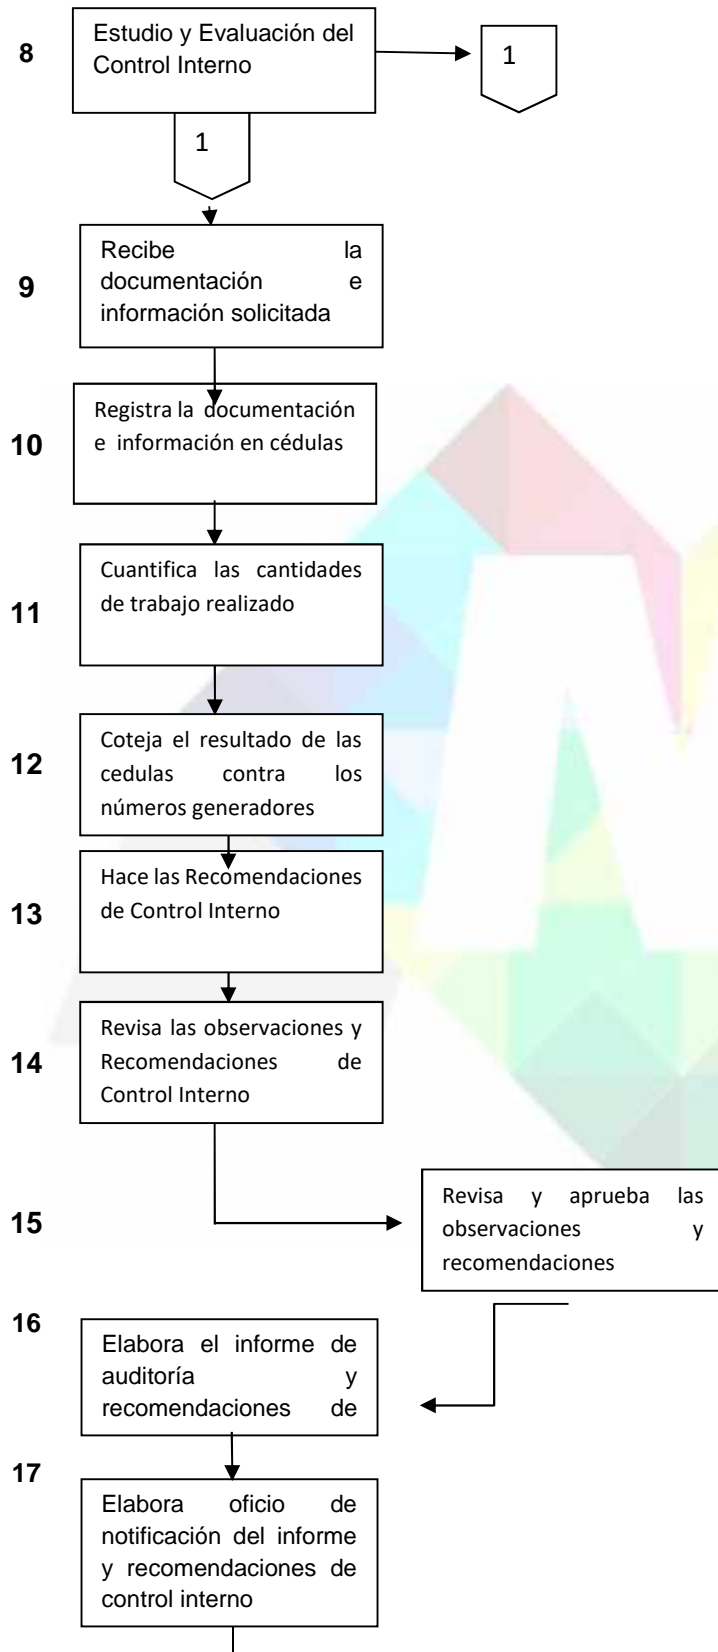 8
Estudio y Evaluación del
Control Interno
1
1
9
Recibe la
documentación e
información solicitada
10
Registra la documentación
e información en cédulas
11
Cuantifica las cantidades
de trabajo realizado
12
Coteja el resultado de las
cedulas contra los
números generadores
13
Hace las Recomendaciones
de Control Interno
14
Revisa las observaciones y
Recomendaciones de
Control Interno
15
Revisa y aprueba las
observaciones y
recomendaciones
16
Elabora el informe de
auditoría y
recomendaciones de
17
Elabora oficio de
notificación del informe
y recomendaciones de
control interno